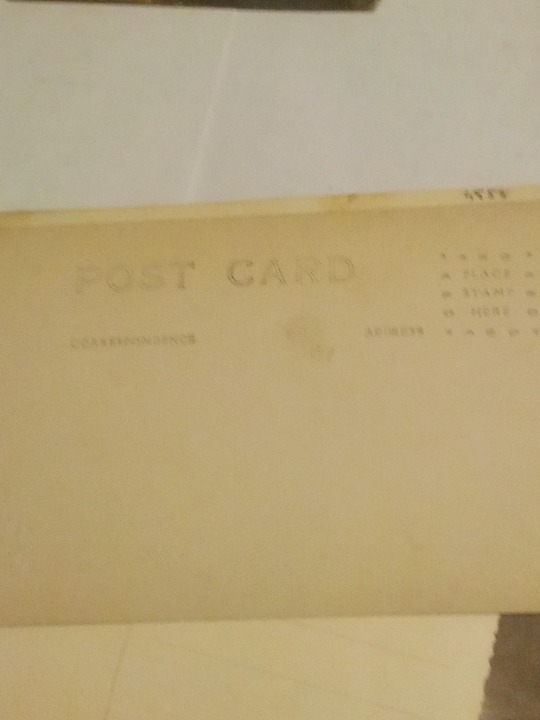 POST CARD
PLACE
STAMP
HERE
CORRESPONDENCE
ADDRESS